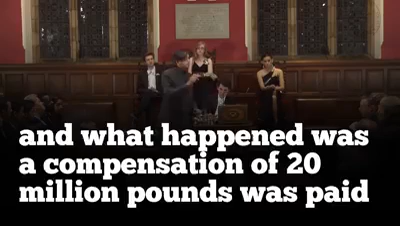 and what happened was
a compensation of 20
million pounds was paid